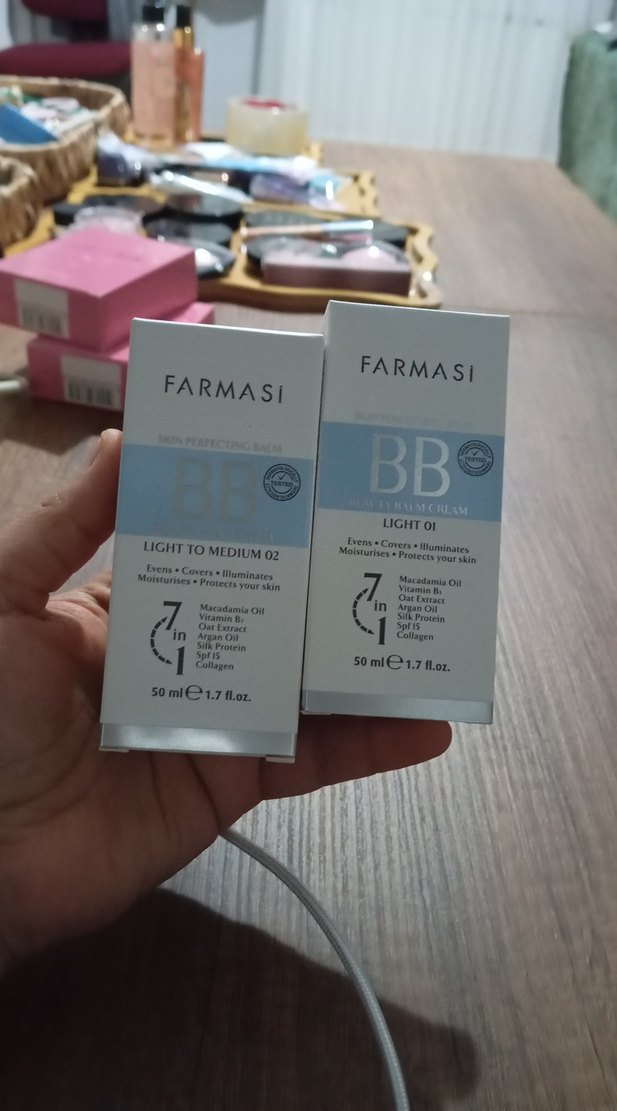 FARMASi
SKIN PERFECTING BALM
BB
TESTED
LIGHT TO MEDIUM 02
Evens • Covers • Illuminates
Moisturises • Protects your skin
7 in 1
Macadamia Oil
Vitamin B5
Oat Extract
Argan Oil
Silk Protein
Spf 15
Collagen
50 ml ℮ 1.7 fl.oz.
FARMASi
BB
DERMATOLOGICALLY TESTED
BEAUTY BALM CREAM
LIGHT 01
Evens • Covers • Illuminates
Moisturises • Protects your skin
7 in 1
Macadamia Oil
Vitamin B5
Oat Extract
Argan Oil
Silk Protein
Spf 15
Collagen
50 ml ℮ 1.7 fl.oz.